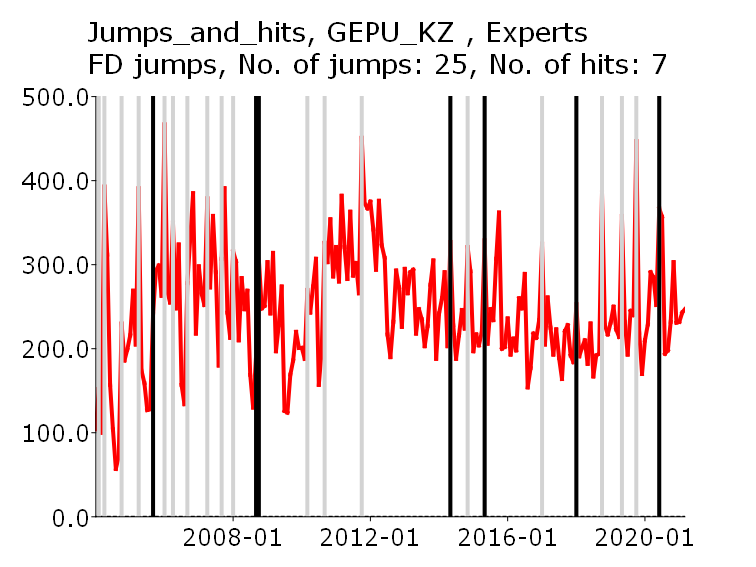 Jumps_and_hits, GEPU_KZ , Experts
FD jumps, No. of jumps: 25, No. of hits: 7
500.0
400.0
300.0
200.0
100.0
0.0
2008-01 2012-01 2016-01 2020-01